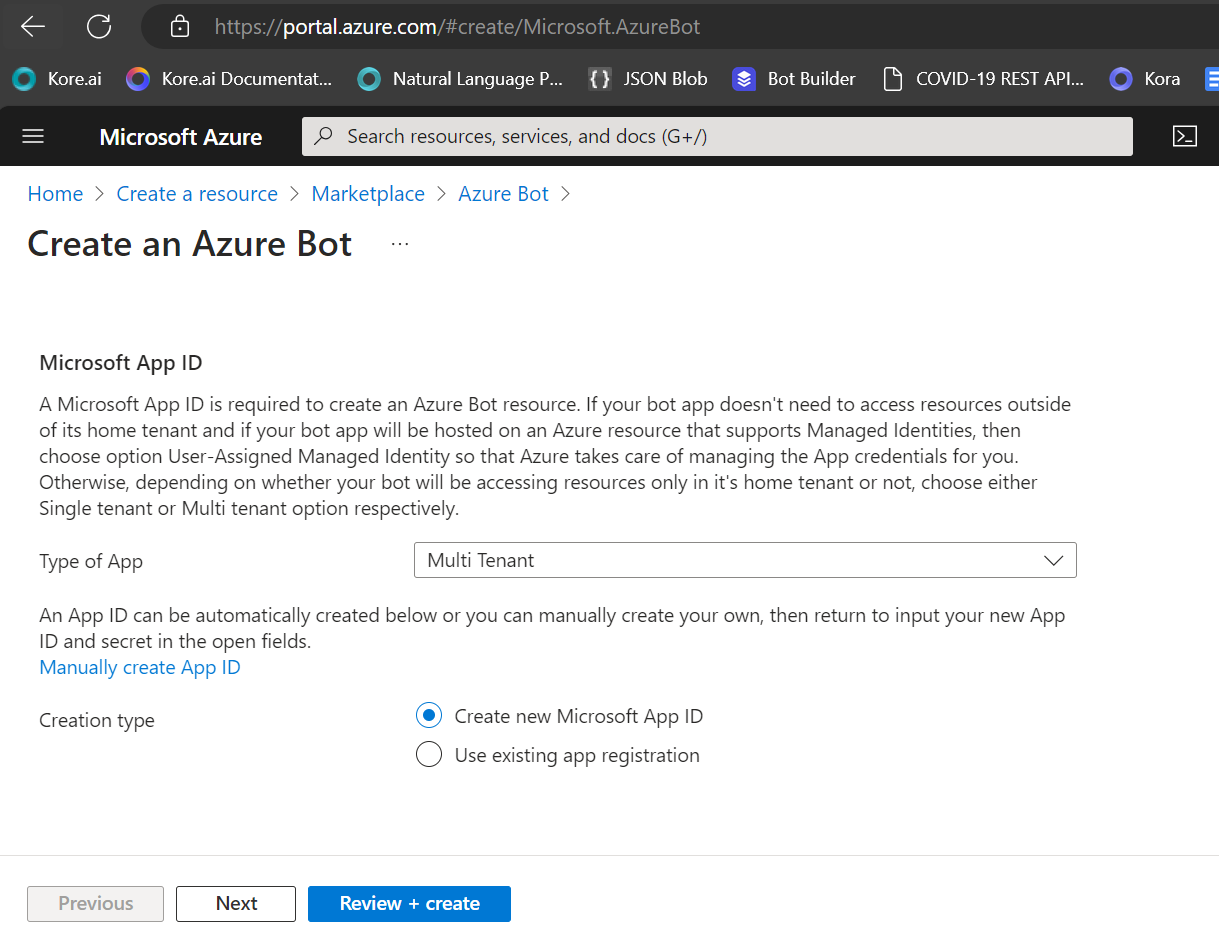 https://portal.azure.com/#create/Microsoft.AzureBot
Kore.ai Kore.ai Documentat... Natural Language P... {} JSON Blob Bot Builder COVID-19 REST API... Kora
Microsoft Azure Search resources, services, and docs (G+/)
Home > Create a resource > Marketplace > Azure Bot >
Create an Azure Bot ...
Microsoft App ID
A Microsoft App ID is required to create an Azure Bot resource. If your bot app doesn't need to access resources outside
of its home tenant and if your bot app will be hosted on an Azure resource that supports Managed Identities, then
choose option User-Assigned Managed Identity so that Azure takes care of managing the App credentials for you.
Otherwise, depending on whether your bot will be accessing resources only in it's home tenant or not, choose either
Single tenant or Multi tenant option respectively.
Type of App Multi Tenant
An App ID can be automatically created below or you can manually create your own, then return to input your new App
ID and secret in the open fields.
Manually create App ID
Creation type Create new Microsoft App ID
Use existing app registration
Previous Next Review + create